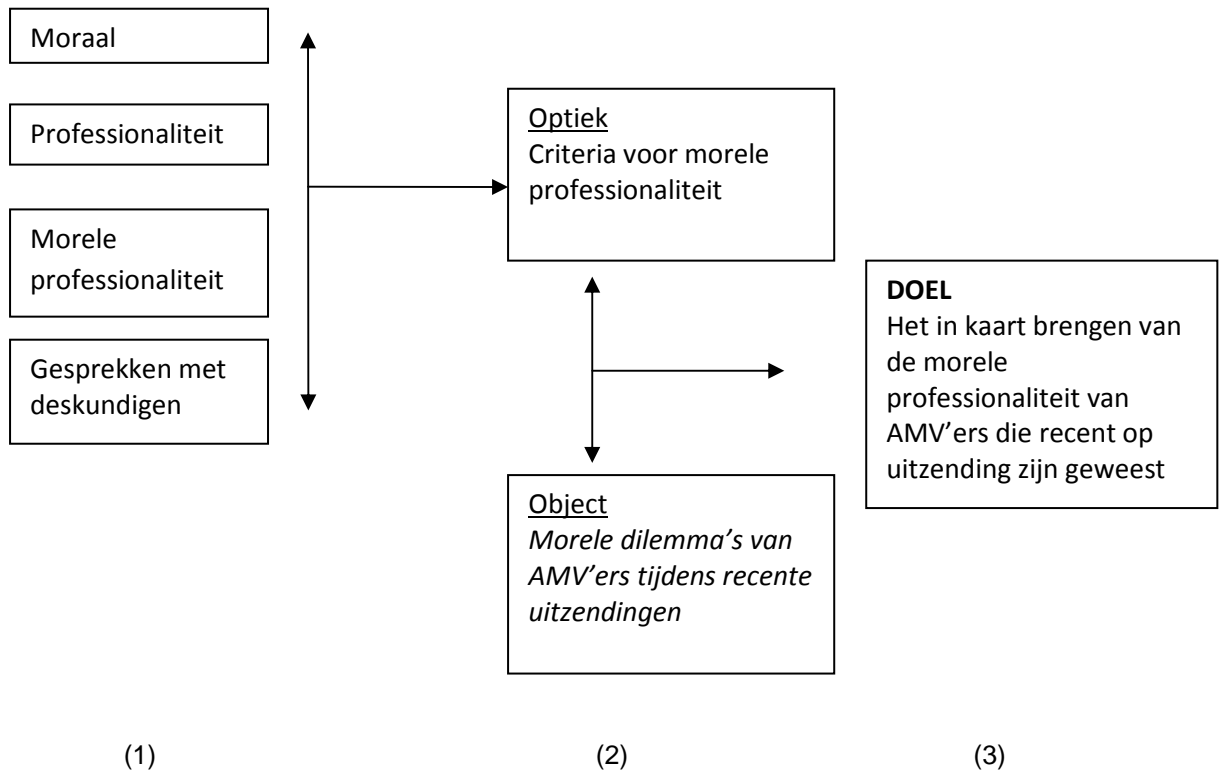 Moraal
Professionaliteit
Morele
professionaliteit
Gesprekken met
deskundigen
Optiek
Criteria voor morele
professionaliteit
Object
Morele dilemma’s van
AMV’ers tijdens recente
uitzendingen
DOEL
Het in kaart brengen van
de morele
professionaliteit van
AMV’ers die recent op
uitzending zijn geweest
(1)
(2)
(3)